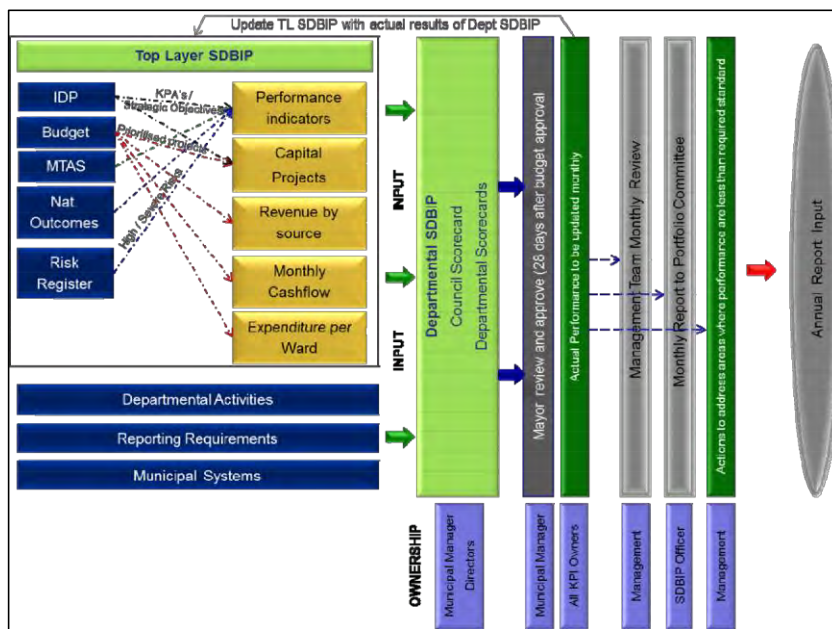 Update TL SDBIP with actual results of Dept SDBIP
Top Layer SDBIP
IDP
Budget
MTAS
Nat.
Outcomes
Risk
Register
KPA's /
Strategic Objectives
Prioritised projects
High / Severe Risks
Performance
indicators
Capital
Projects
Revenue by
source
Monthly
Cashflow
Expenditure per
Ward
Departmental Activities
Reporting Requirements
Municipal Systems
INPUT
INPUT
Departmental SDBIP
Council Scorecard
Departmental Scorecards
Mayor review and approve (28 days after budget approval
Actual Performance to be updated monthly
Management Team Monthly Review
Monthly Report to Portfolio Committee
Actions to address areas where performance are less than required standard
Annual Report Input
OWNERSHIP
Municipal Manager
Directors
Municipal Manager
All KPI Owners
Management
SDBIP Officer
Management